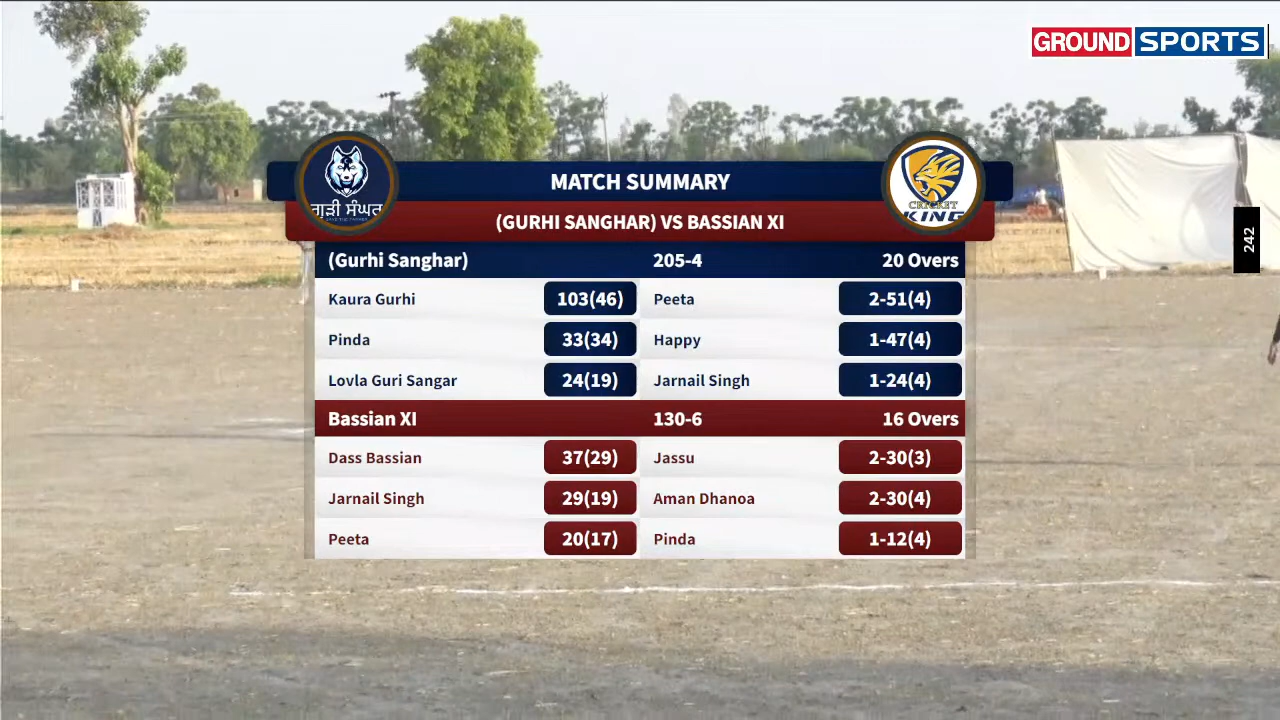 GROUND SPORTS
MATCH SUMMARY
(GURHI SANGHAR) VS BASSIAN XI
ਗੁੜੀ ਸੰਘਰ
CRICKET
KING
242
(Gurhi Sanghar) 205-4 20 Overs
Kaura Gurhi 103(46) Peeta 2-51(4)
Pinda 33(34) Happy 1-47(4)
Lovla Guri Sangar 24(19) Jarnail Singh 1-24(4)
Bassian XI 130-6 16 Overs
Dass Bassian 37(29) Jassu 2-30(3)
Jarnail Singh 29(19) Aman Dhanoa 2-30(4)
Peeta 20(17) Pinda 1-12(4)